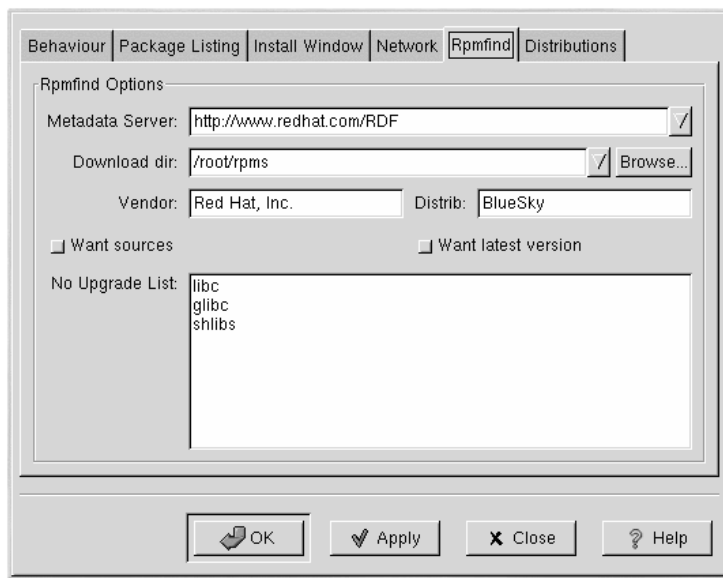 Behaviour Package Listing Install Window Network Rpmfind Distributions
Rpmfind Options
Metadata Server: http://www.redhat.com/RDF
Download dir: /root/rpms Browse...
Vendor: Red Hat, Inc. Distrib: BlueSky
Want sources Want latest version
No Upgrade List: libc
glibc
shlibs
OK Apply Close Help